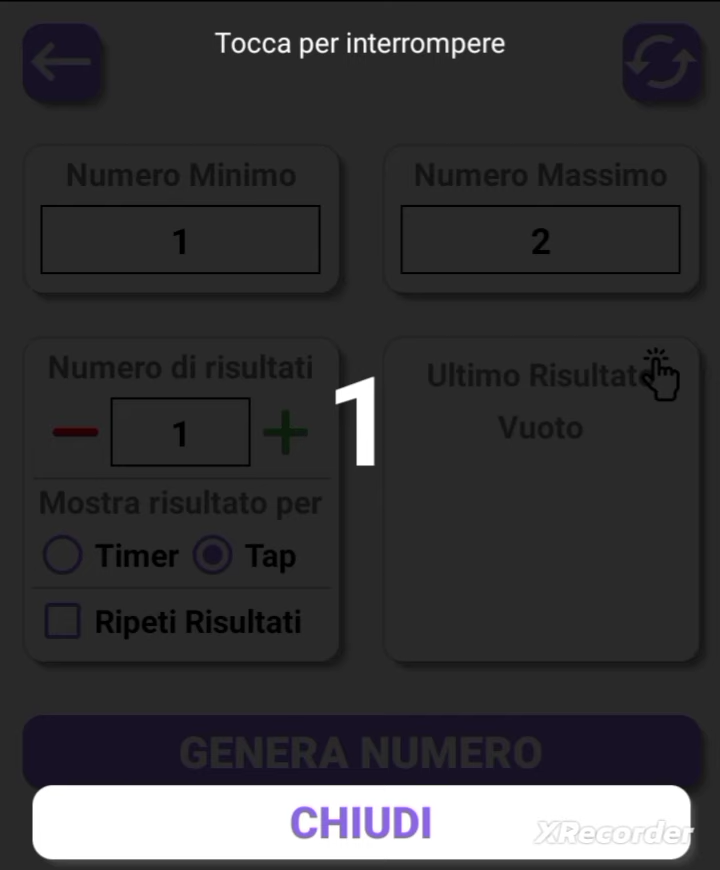 Tocca per interrompere
Numero Minimo
Numero Massimo
1
2
Numero di risultati
1
Mostra risultato per
Timer
Tap
Ripeti Risultati
Ultimo Risultato
Vuoto
1
GENERA NUMERO
CHIUDI
XRecorder